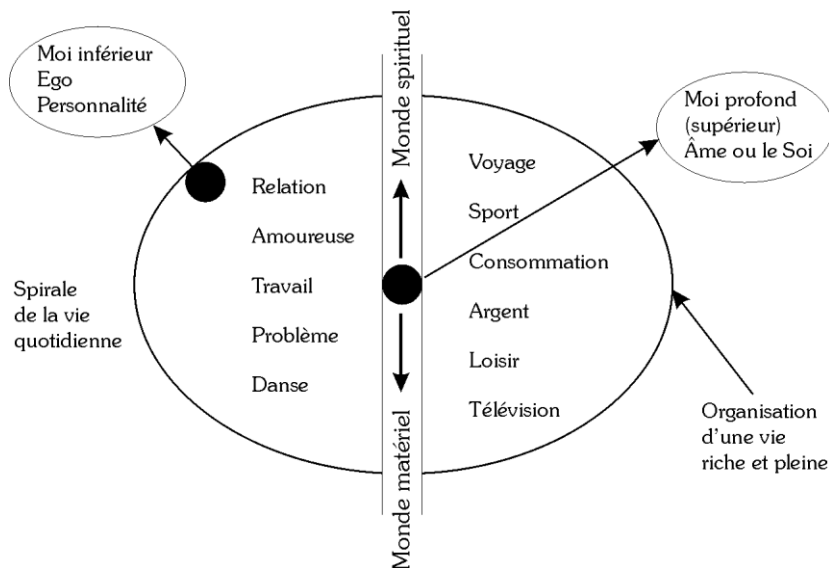 Moi inférieur
Ego
Personnalité
Monde spirituel
Moi profond
(supérieur)
Âme ou le Soi
Relation
Amoureuse
Travail
Problème
Danse
Voyage
Sport
Consommation
Argent
Loisir
Télévision
Spirale
de la vie
quotidienne
Organisation
d'une vie
riche et pleine
Monde matériel